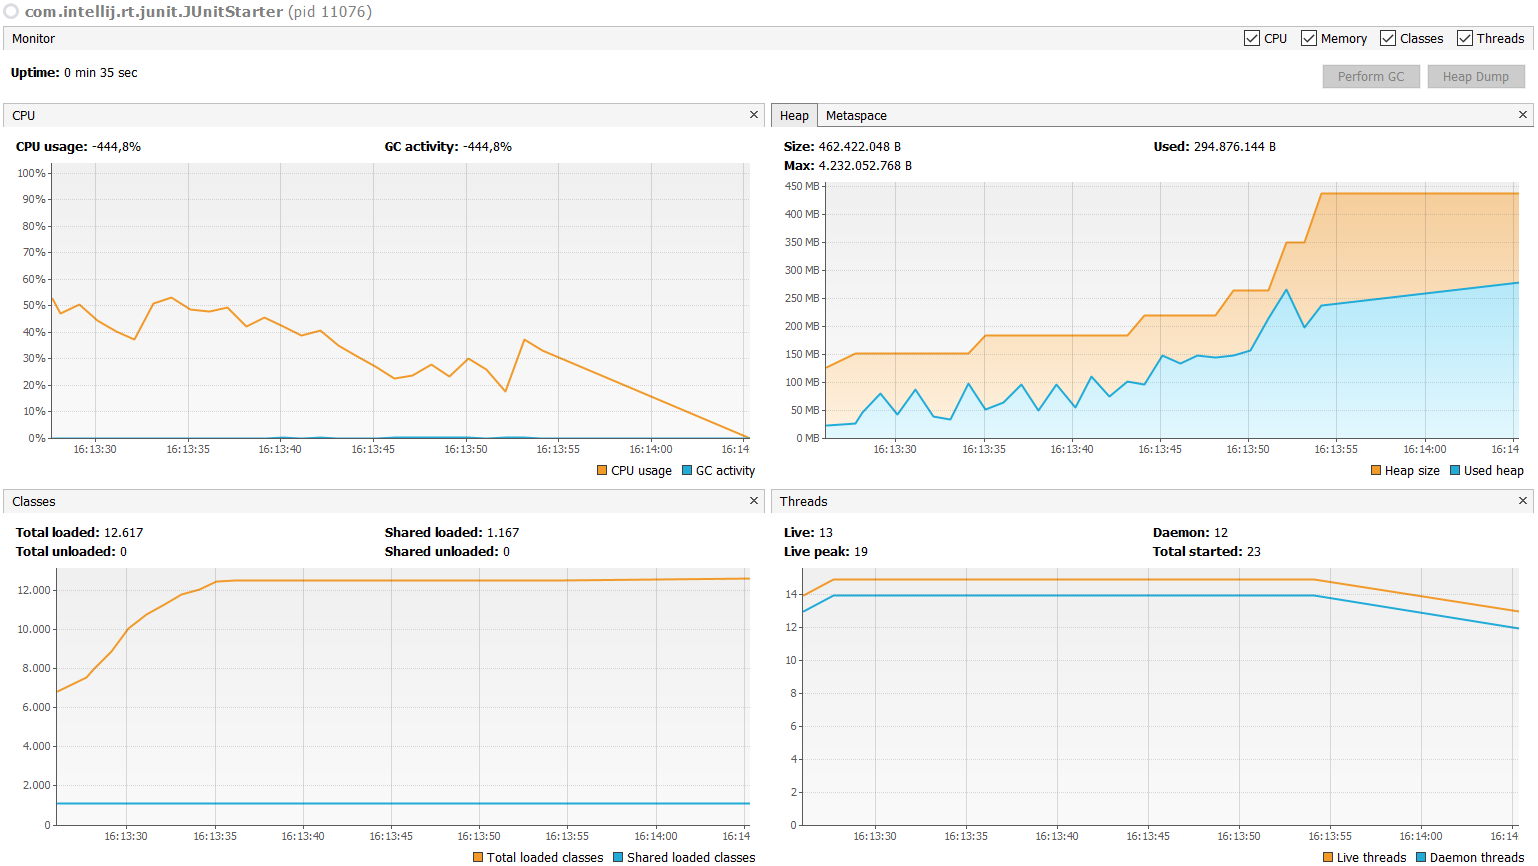 com.intellij.rt.junit.JUnitStarter (pid 11076)
Monitor
CPU Memory Classes Threads
Uptime: 0 min 35 sec
Perform GC Heap Dump
CPU
CPU usage: -444,8% GC activity: -444,8%
100%
90%
80%
70%
60%
50%
40%
30%
20%
10%
0%
16:13:30 16:13:35 16:13:40 16:13:45 16:13:50 16:13:55 16:14:00 16:14
CPU usage GC activity
Heap Metaspace
Size: 462.422.048 B Used: 294.876.144 B
Max: 4.232.052.768 B
450 MB
400 MB
350 MB
300 MB
250 MB
200 MB
150 MB
100 MB
50 MB
0 MB
16:13:30 16:13:35 16:13:40 16:13:45 16:13:50 16:13:55 16:14:00 16:14
Heap size Used heap
Classes
Total loaded: 12.617 Shared loaded: 1.167
Total unloaded: 0 Shared unloaded: 0
12.000
10.000
8.000
6.000
4.000
2.000
0
16:13:30 16:13:35 16:13:40 16:13:45 16:13:50 16:13:55 16:14:00 16:14
Total loaded classes Shared loaded classes
Threads
Live: 13 Daemon: 12
Live peak: 19 Total started: 23
14
12
10
8
6
4
2
0
16:13:30 16:13:35 16:13:40 16:13:45 16:13:50 16:13:55 16:14:00 16:14
Live threads Daemon threads